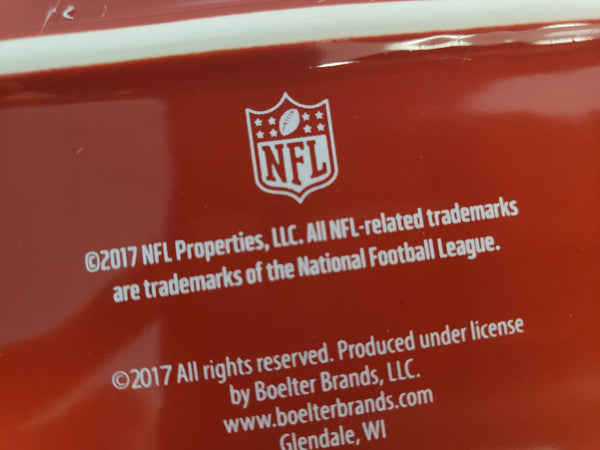 NFL
©2017 NFL Properties, LLC. All NFL-related trademarks
are trademarks of the National Football League.
©2017 All rights reserved. Produced under license
by Boelter Brands, LLC.
www.boelterbrands.com
Glendale, WI